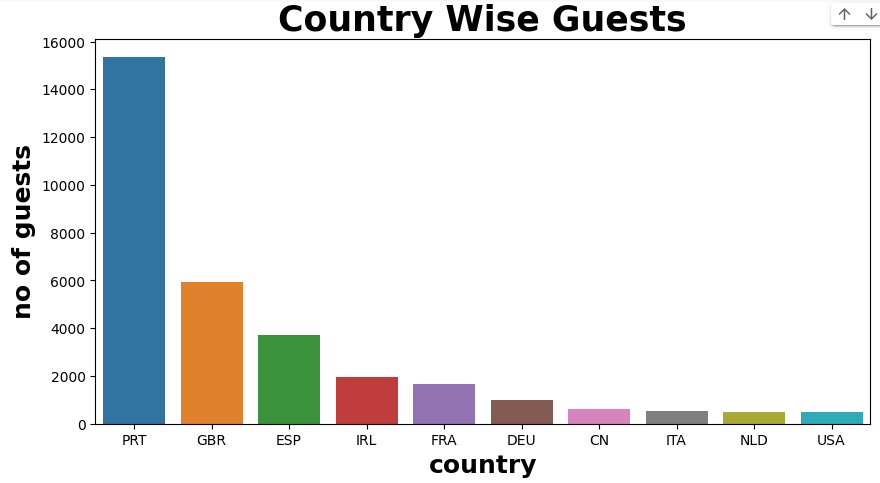 Country Wise Guests
16000
14000
12000
10000
8000
6000
4000
2000
0
no of guests
PRT GBR ESP IRL FRA DEU CN ITA NLD USA
country